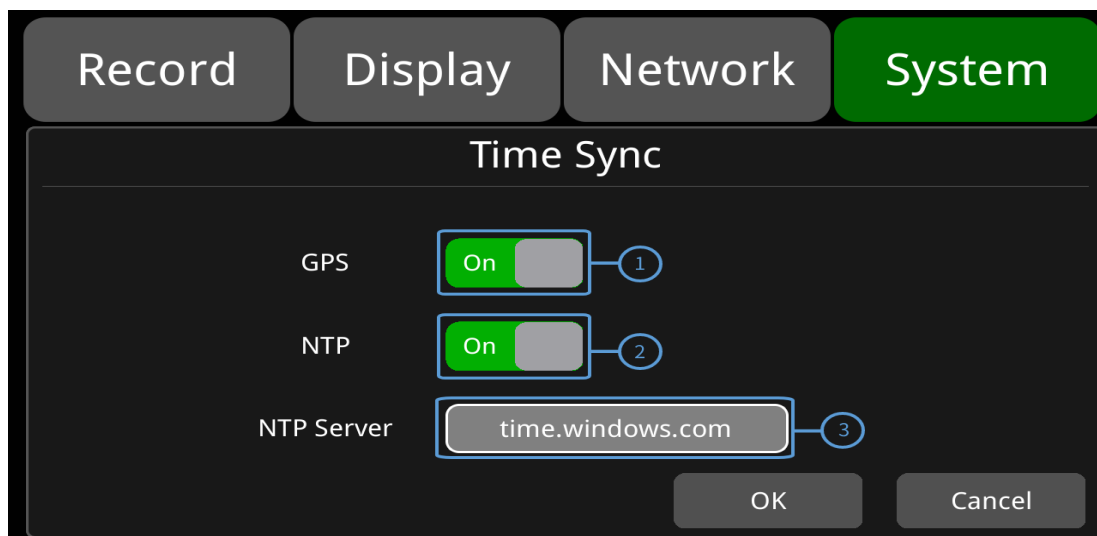 Record Display Network System
Time Sync
GPS On 1
NTP On 2
NTP Server time.windows.com 3
OK Cancel